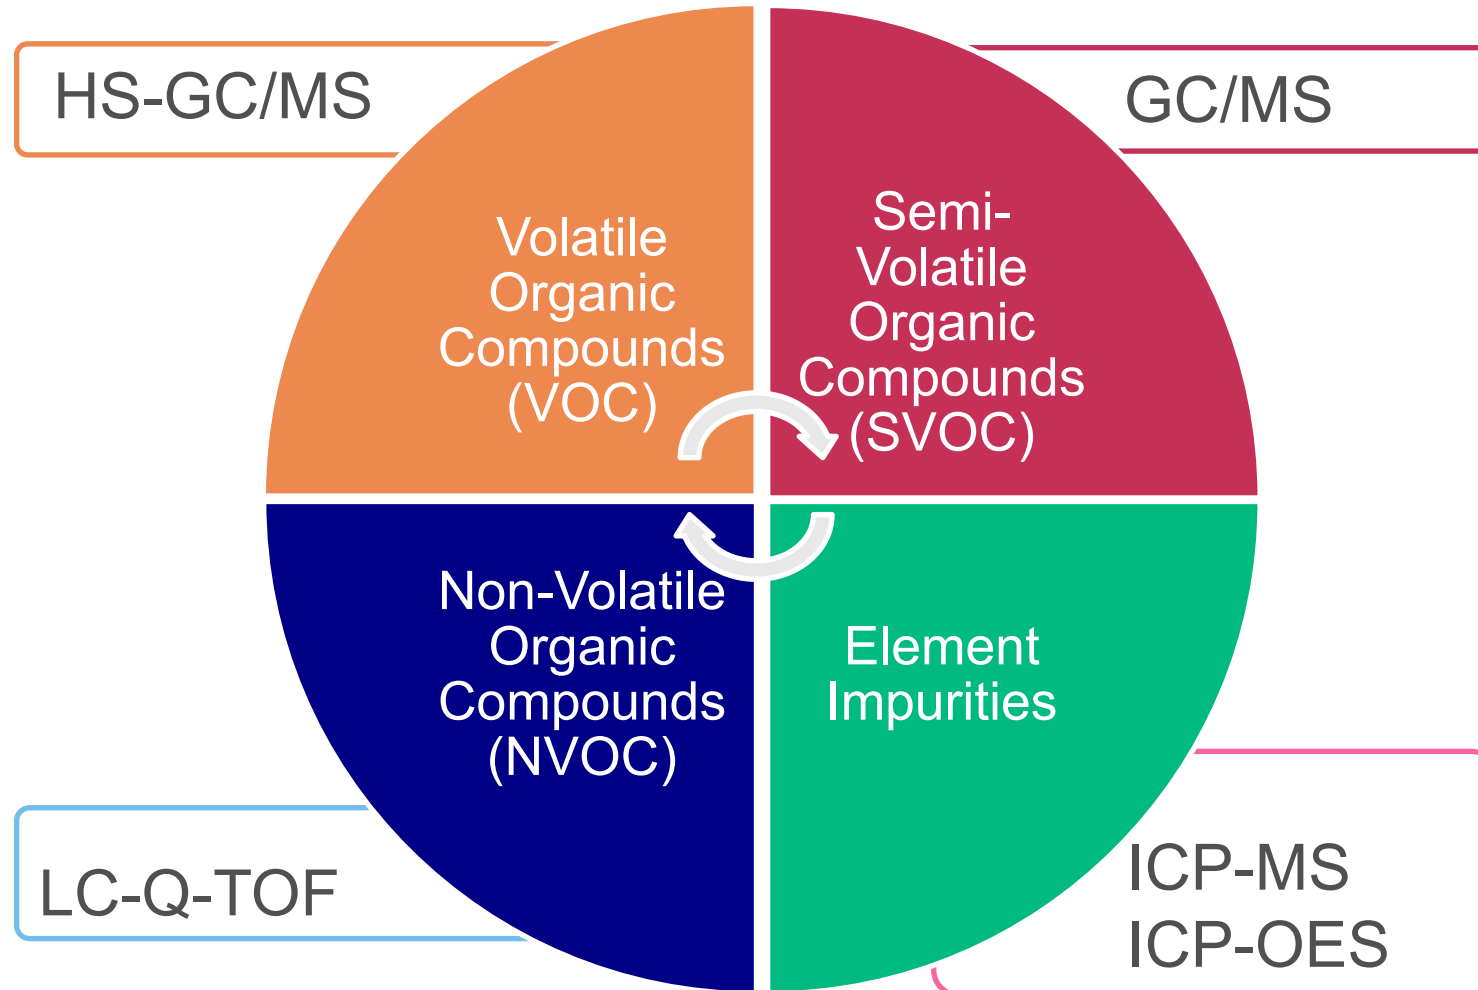 HS-GC/MS
GC/MS
Volatile
Organic
Compounds
(VOC)
Semi-
Volatile
Organic
Compounds
(SVOC)
Non-Volatile
Organic
Compounds
(NVOC)
Element
Impurities
LC-Q-TOF
ICP-MS
ICP-OES